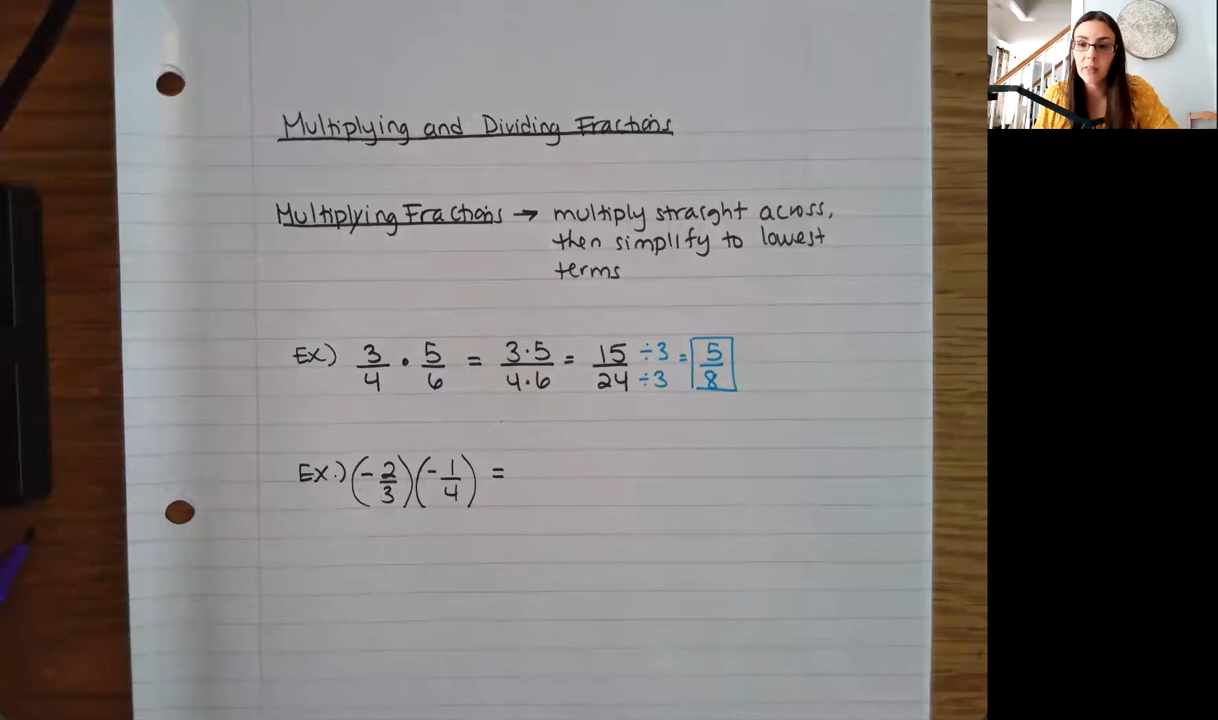 Multiplying and Dividing Fractions
Multiplying Fractions → multiply straight across,
then simplify to lowest
terms
Ex) 3/4 · 5/6 = 3·5/4·6 = 15/24 ÷3/÷3 = 5/8
Ex.) (-2/3)(-1/4) =